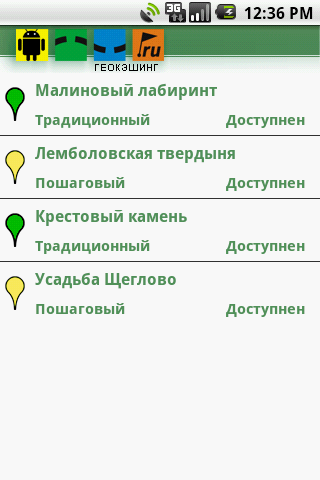 3G 12:36 PM
.ru
ГЕОКЭШИНГ
Малиновый лабиринт
Традиционный Доступнен
Лемболовская твердыня
Пошаговый Доступнен
Крестовый камень
Традиционный Доступнен
Усадьба Щеглово
Пошаговый Доступнен